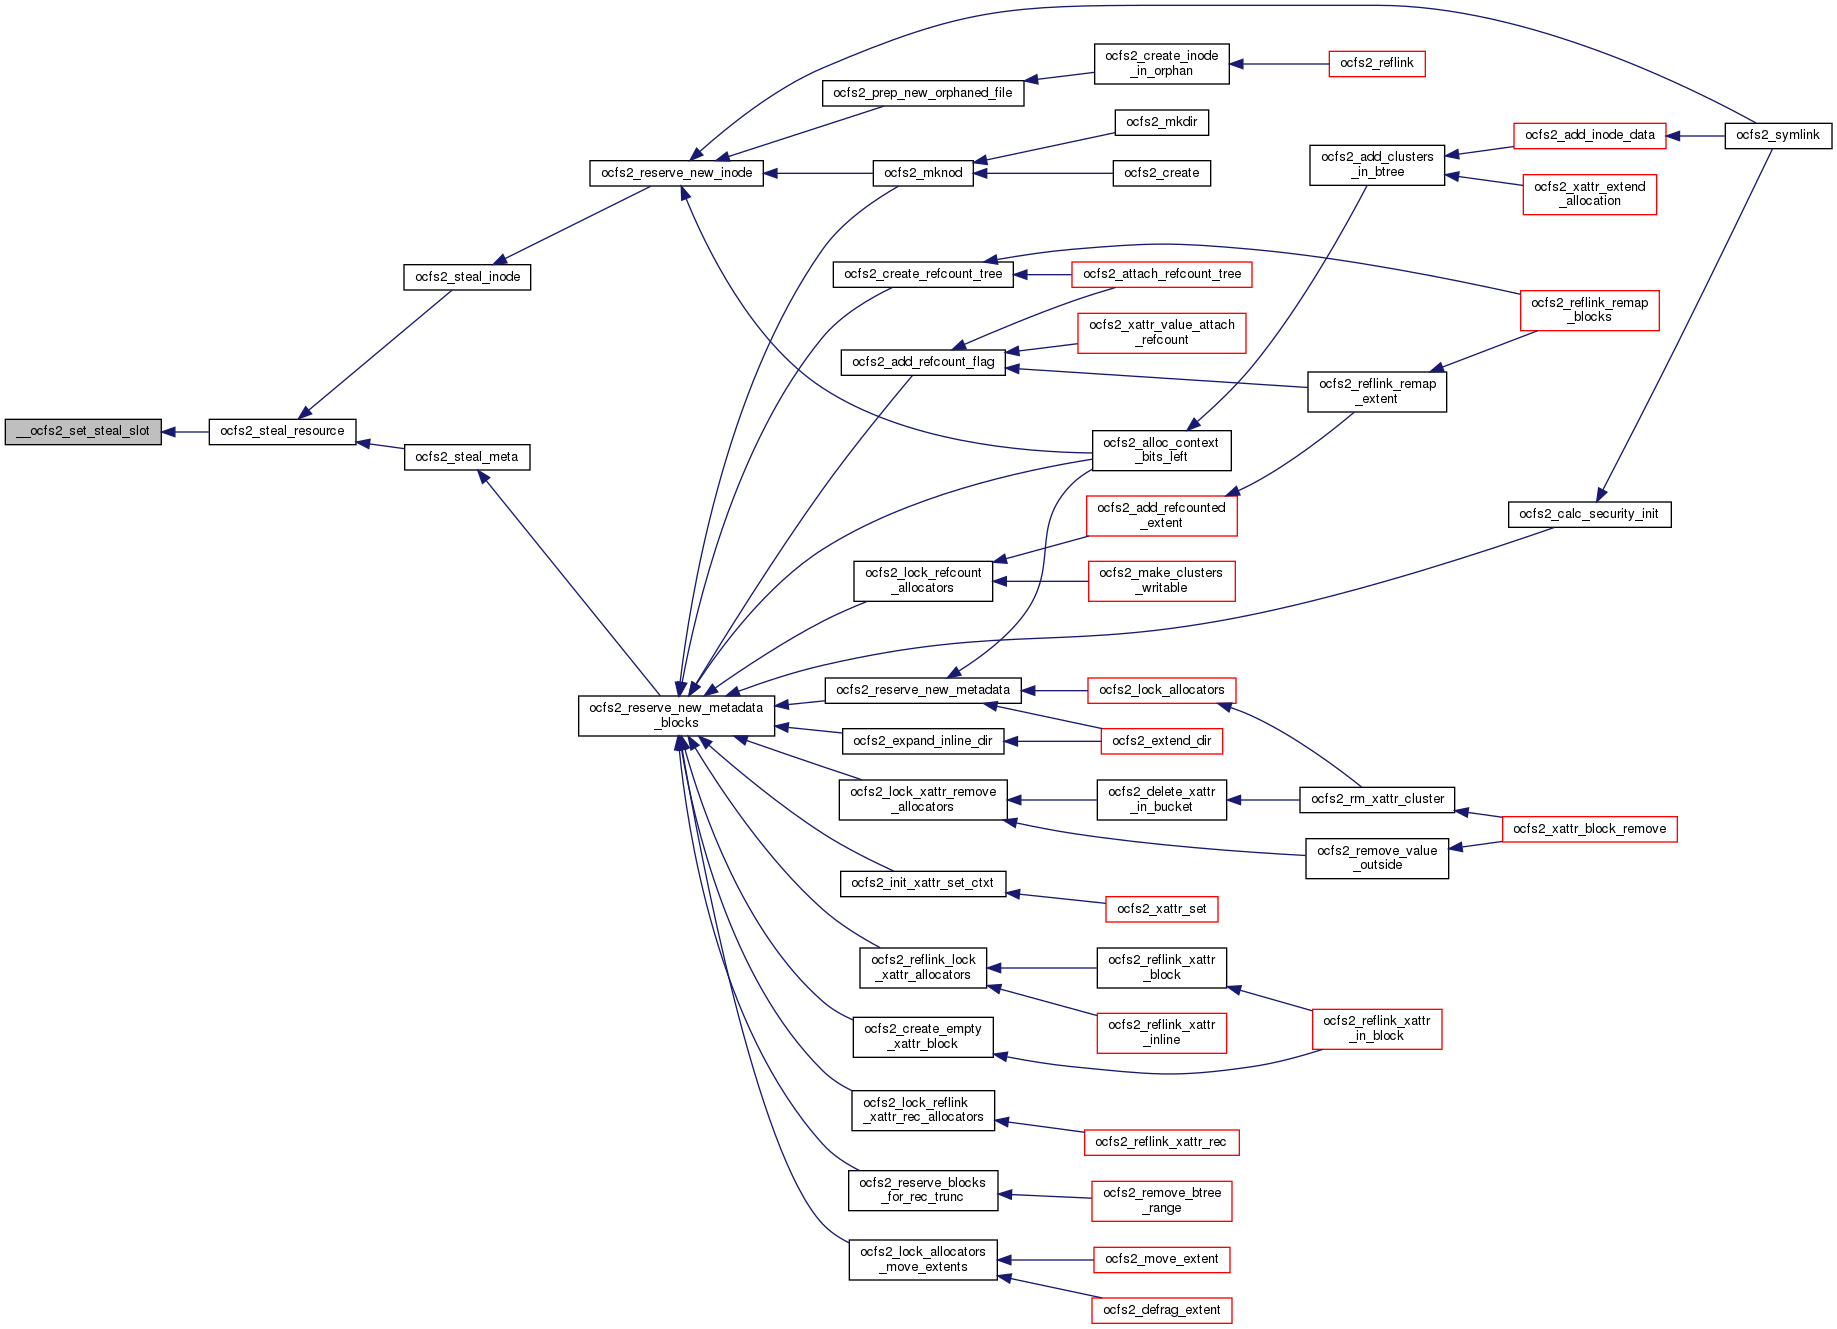 __ocfs2_set_steal_slot
ocfs2_steal_resource
ocfs2_steal_inode
ocfs2_steal_meta
ocfs2_reserve_new_inode
ocfs2_reserve_new_metadata
_blocks
ocfs2_prep_new_orphaned_file
ocfs2_mknod
ocfs2_create_refcount_tree
ocfs2_add_refcount_flag
ocfs2_lock_refcount
_allocators
ocfs2_reserve_new_metadata
ocfs2_expand_inline_dir
ocfs2_lock_xattr_remove
_allocators
ocfs2_init_xattr_set_ctxt
ocfs2_reflink_lock
_xattr_allocators
ocfs2_create_empty
_xattr_block
ocfs2_lock_reflink
_xattr_rec_allocators
ocfs2_reserve_blocks
_for_rec_trunc
ocfs2_lock_allocators
_move_extents
ocfs2_create_inode
_in_orphan
ocfs2_mkdir
ocfs2_create
ocfs2_attach_refcount_tree
ocfs2_xattr_value_attach
_refcount
ocfs2_alloc_context
_bits_left
ocfs2_add_refcounted
_extent
ocfs2_make_clusters
_writable
ocfs2_lock_allocators
ocfs2_extend_dir
ocfs2_delete_xattr
_in_bucket
ocfs2_xattr_set
ocfs2_reflink_xattr
_block
ocfs2_reflink_xattr
_inline
ocfs2_reflink_xattr_rec
ocfs2_remove_btree
_range
ocfs2_move_extent
ocfs2_defrag_extent
ocfs2_reflink
ocfs2_add_clusters
_in_btree
ocfs2_reflink_remap
_extent
ocfs2_rm_xattr_cluster
ocfs2_remove_value
_outside
ocfs2_reflink_xattr
_in_block
ocfs2_add_inode_data
ocfs2_xattr_extend
_allocation
ocfs2_reflink_remap
_blocks
ocfs2_calc_security_init
ocfs2_xattr_block_remove
ocfs2_symlink